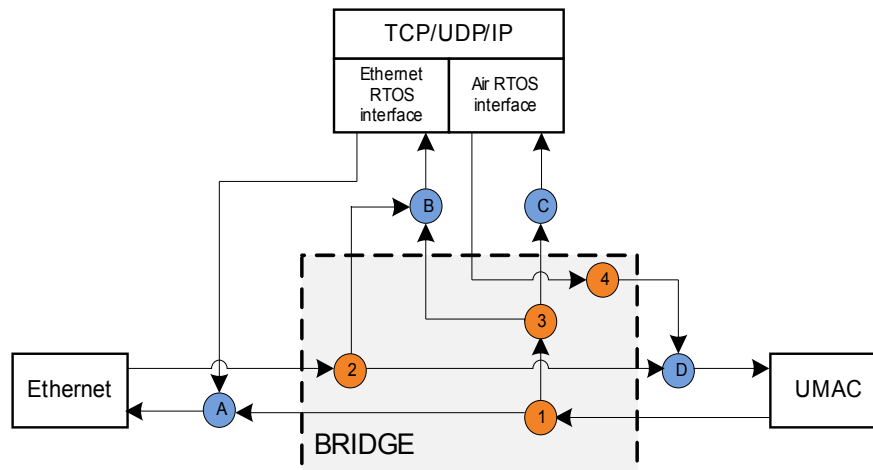 TCP/UDP/IP
Ethernet
RTOS
interface
Air RTOS
interface
B
C
4
3
2
Ethernet
D
UMAC
A
1
BRIDGE